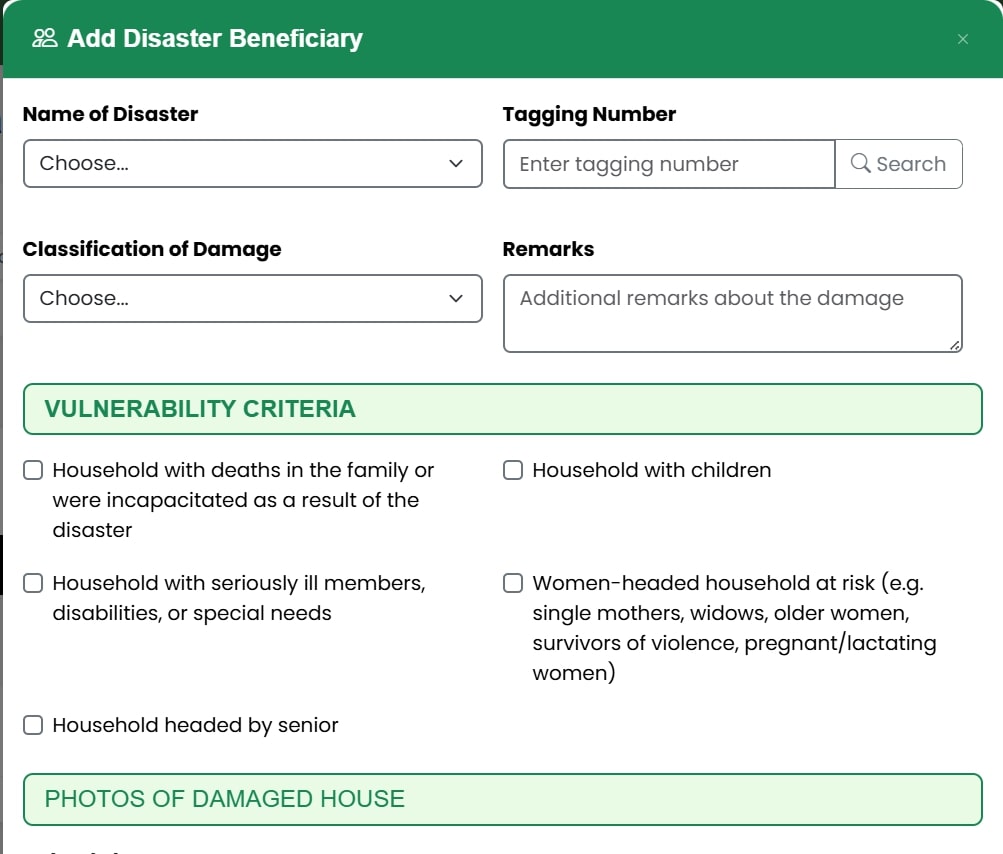 Add Disaster Beneficiary
Name of Disaster
Tagging Number
Choose...
Enter tagging number
Search
Classification of Damage
Remarks
Choose...
Additional remarks about the damage
VULNERABILITY CRITERIA
Household with deaths in the family or
were incapacitated as a result of the
disaster
Household with children
Household with seriously ill members,
disabilities, or special needs
Women-headed household at risk (e.g.
single mothers, widows, older women,
survivors of violence, pregnant/lactating
women)
Household headed by senior
PHOTOS OF DAMAGED HOUSE